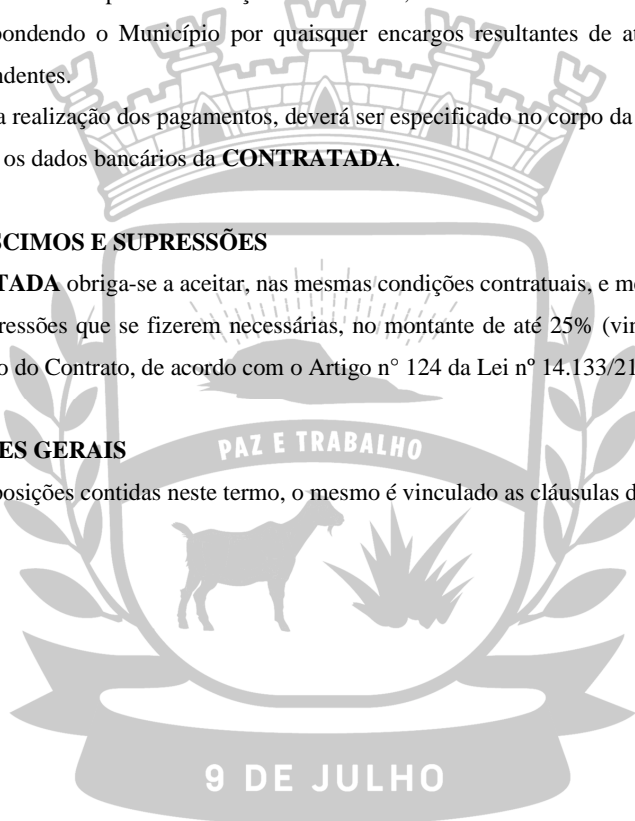 pondendo o Município por quaisquer encargos resultantes de
ndentes.
a realização dos pagamentos, deverá ser especificado no corpo da
os dados bancários da CONTRATADA.
SCIMOS E SUPRESSÕES
TADA obriga-se a aceitar, nas mesmas condições contratuais, e
ressões que se fizerem necessárias, no montante de até 25% (vin
o do Contrato, de acordo com o Artigo n° 124 da Lei nº 14.133/21
ES GERAIS
PAZ E TRABALHO
posições contidas neste termo, o mesmo é vinculado as cláusulas d
9 DE JULHO